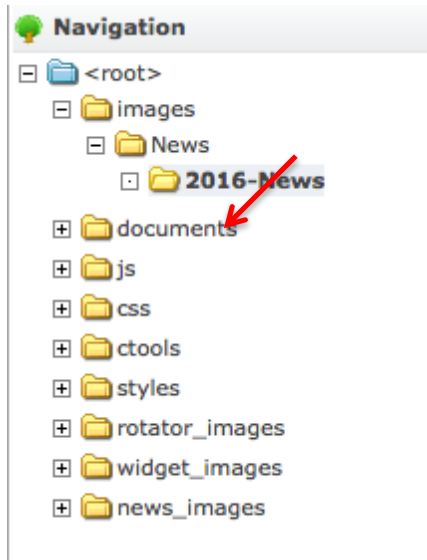 Navigation
<root>
images
News
2016-News
documents
js
css
ctools
styles
rotator_images
widget_images
news_images